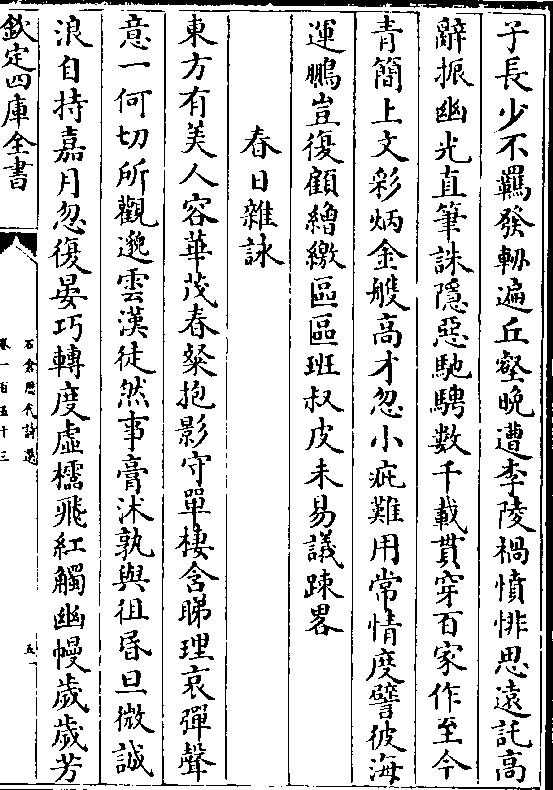 子長少不羈發軔遍丘壑晚遭李陵禍憤悱思遠託高
辭振幽光直筆誅隱惡馳騁數千載貫穿百家作至今
青簡上文彩炳金雘高才忽小疵難用常情度譬彼海
運鵬豈復顧繒繳區區班叔皮未易議踈畧
春日雜詠
東方有美人容華茂春粲抱影守單棲含睇理哀彈聲
意一何切所觀邈雲漢徒然事膏沐孰與徂昏旦微誠
浪自持嘉月忽復晏巧轉度虛櫺飛紅觸幽幔歲歲芳
欽定四庫全書
石倉歷代詩選
卷一百五十三
五